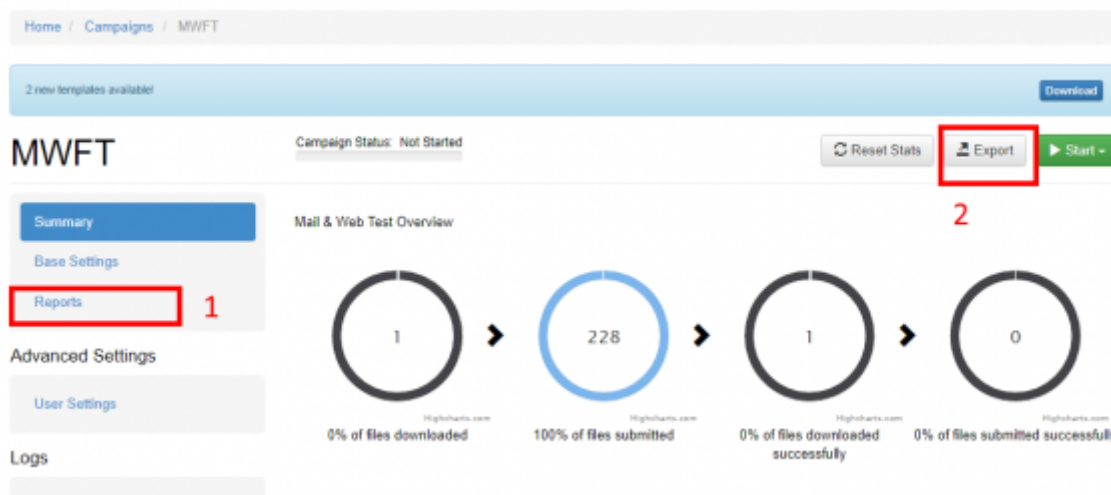 Home / Campaigns / MWFT
2 new templates available!
Download
MWFT
Campaign Status: Not Started
Reset Stats
Export
Start
2
Summary
Base Settings
Reports
1
Advanced Settings
User Settings
Logs
Mail & Web Test Overview
1
228
1
0
Highcharts.com
Highcharts.com
Highcharts.com
Highcharts.com
0% of files downloaded
100% of files submitted
0% of files downloaded
successfully
0% of files submitted successfully